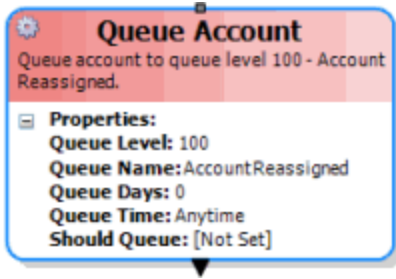 Queue Account
Queue account to queue level 100 - Account
Reassigned.
Properties:
Queue Level: 100
Queue Name: AccountReassigned
Queue Days: 0
Queue Time: Anytime
Should Queue: [Not Set]